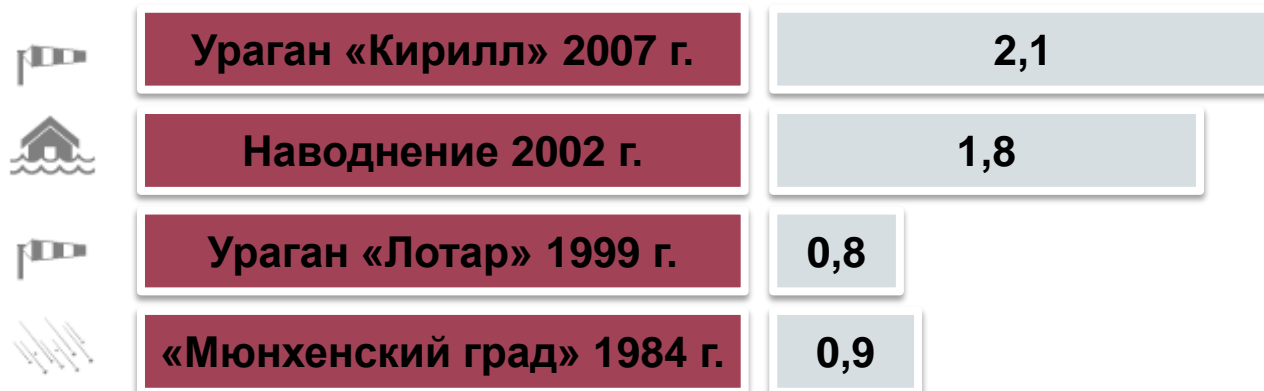 Ураган «Кирилл» 2007 г. 2,1
Наводнение 2002 г. 1,8
Ураган «Лотар» 1999 г. 0,8
«Мюнхенский град» 1984 г. 0,9